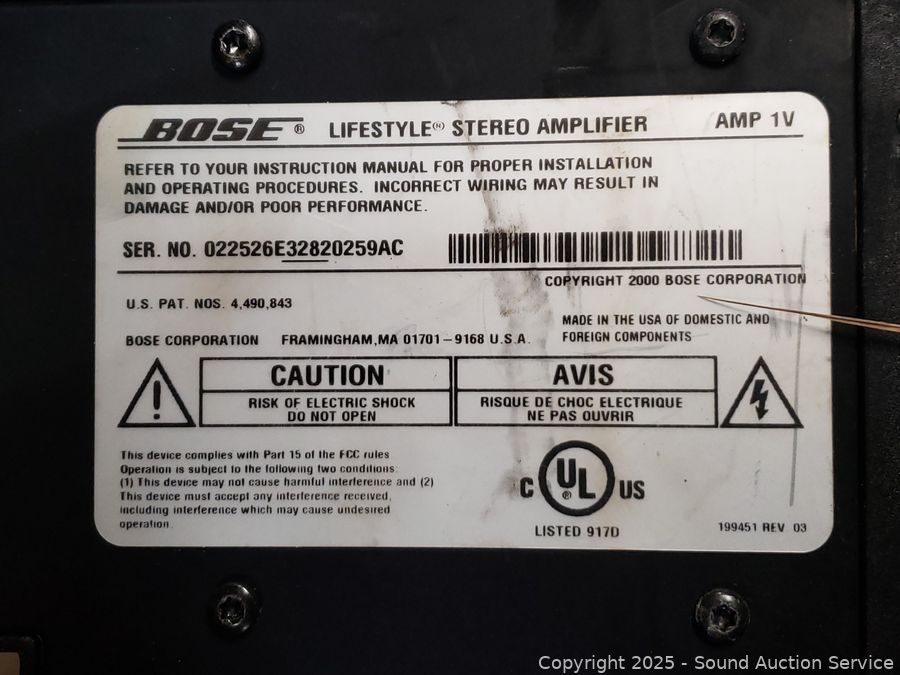 BOSE® LIFESTYLE(R) STEREO AMPLIFIER AMP 1V
REFER TO YOUR INSTRUCTION MANUAL FOR PROPER INSTALLATION
AND OPERATING PROCEDURES. INCORRECT WIRING MAY RESULT IN
DAMAGE AND/OR POOR PERFORMANCE.
SER. NO. 022526E32820259AC
COPYRIGHT 2000 BOSE CORPORATION
U.S. PAT. NOS. 4,490,843
MADE IN THE USA OF DOMESTIC AND
FOREIGN COMPONENTS
BOSE CORPORATION FRAMINGHAM,MA 01701-9168 U.S.A.
CAUTION
RISK OF ELECTRIC SHOCK
DO NOT OPEN
AVIS
RISQUE DE CHOC ELECTRIQUE
NE PAS OUVRIR
This device complies with Part 15 of the FCC rules
Operation is subject to the following two conditions:
(1) This device may not cause harmful interference and (2)
This device must accept any interference received,
including interference which may cause undesired
operation.
C UL® US
LISTED 917D
199451 REV 03
Copyright 2025 - Sound Auction Service